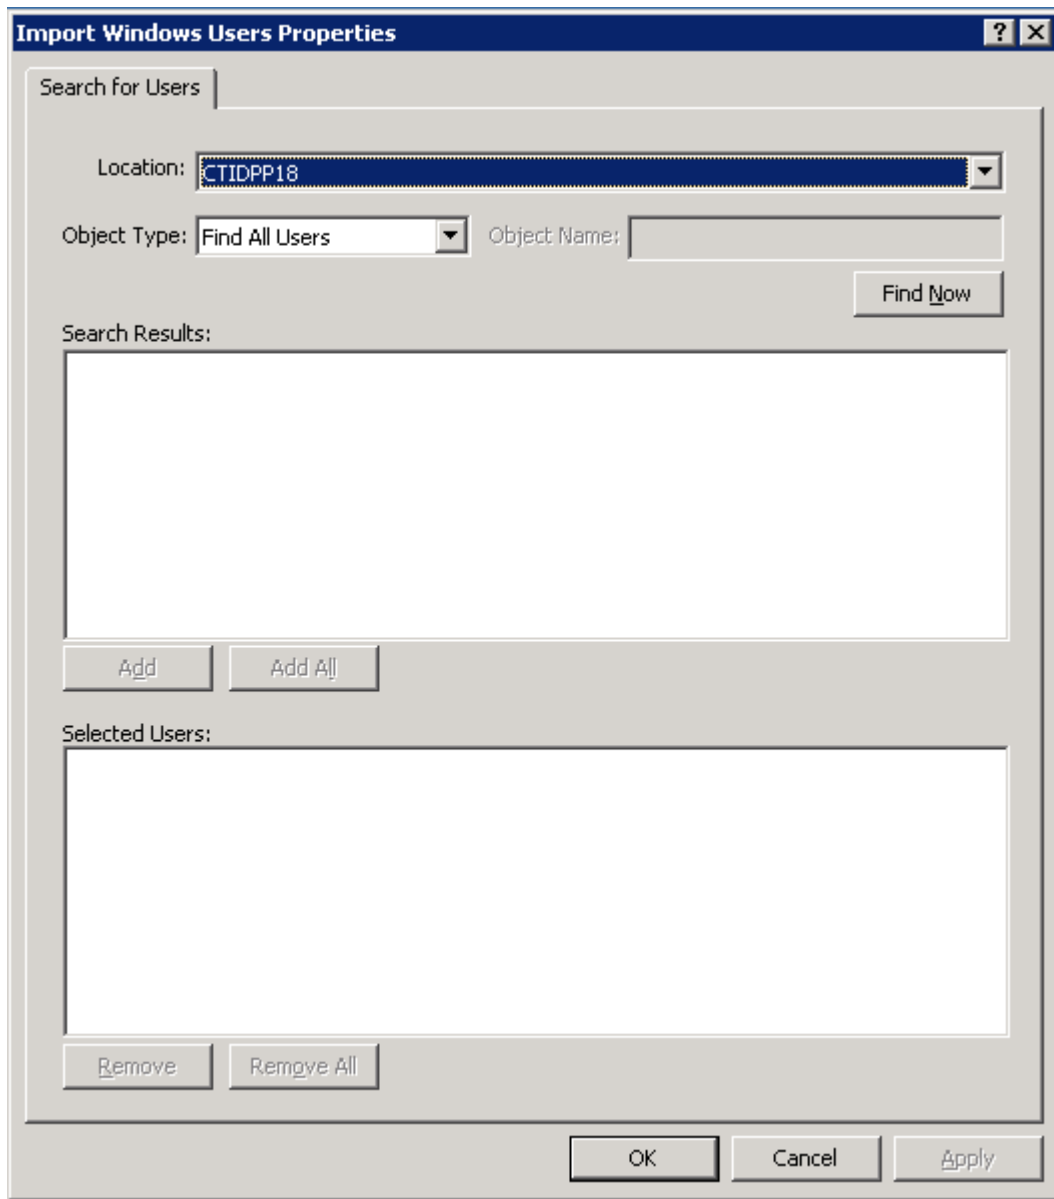 Import Windows Users Properties
Search for Users
Location: CTIDPP18
Object Type: Find All Users Object Name:
Find Now
Search Results:
Add Add All
Selected Users:
Remove Remove All
OK Cancel Apply